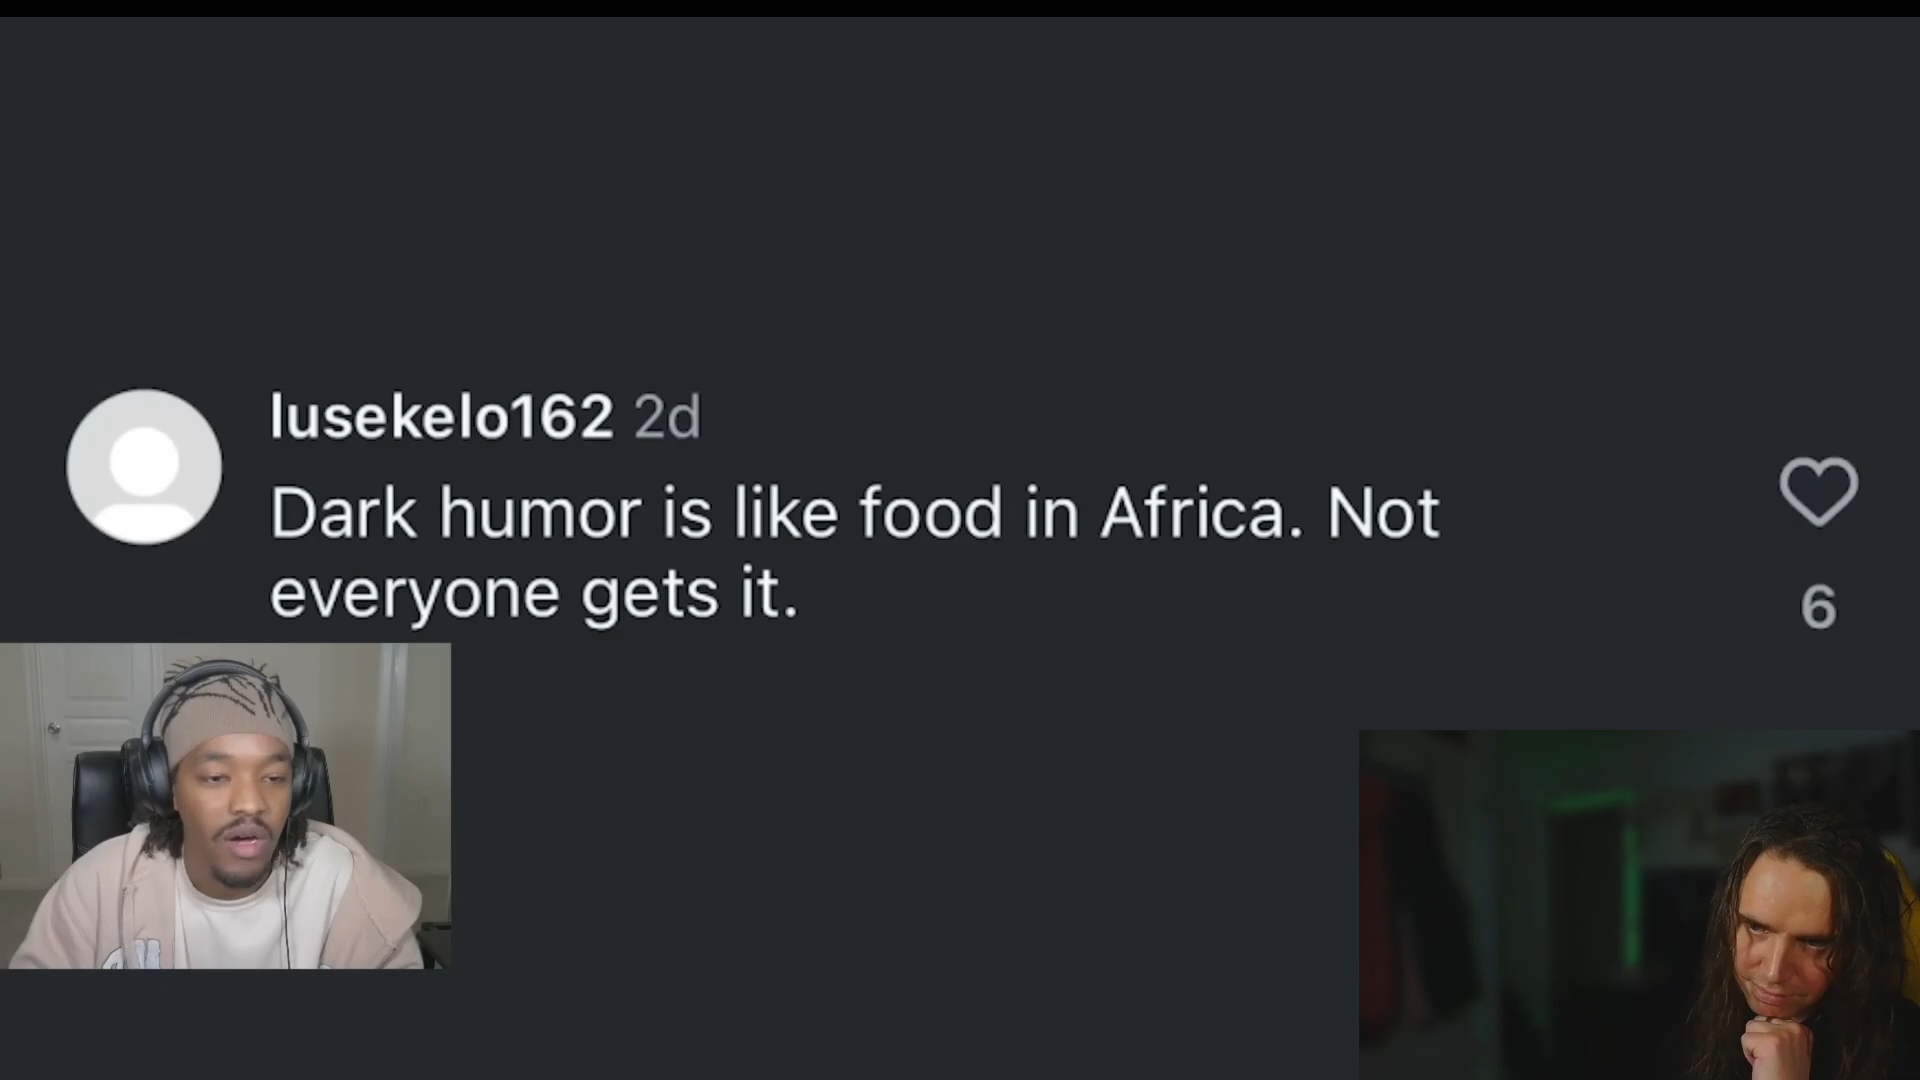 lusekelo162 2d
Dark humor is like food in Africa. Not
everyone gets it.
6